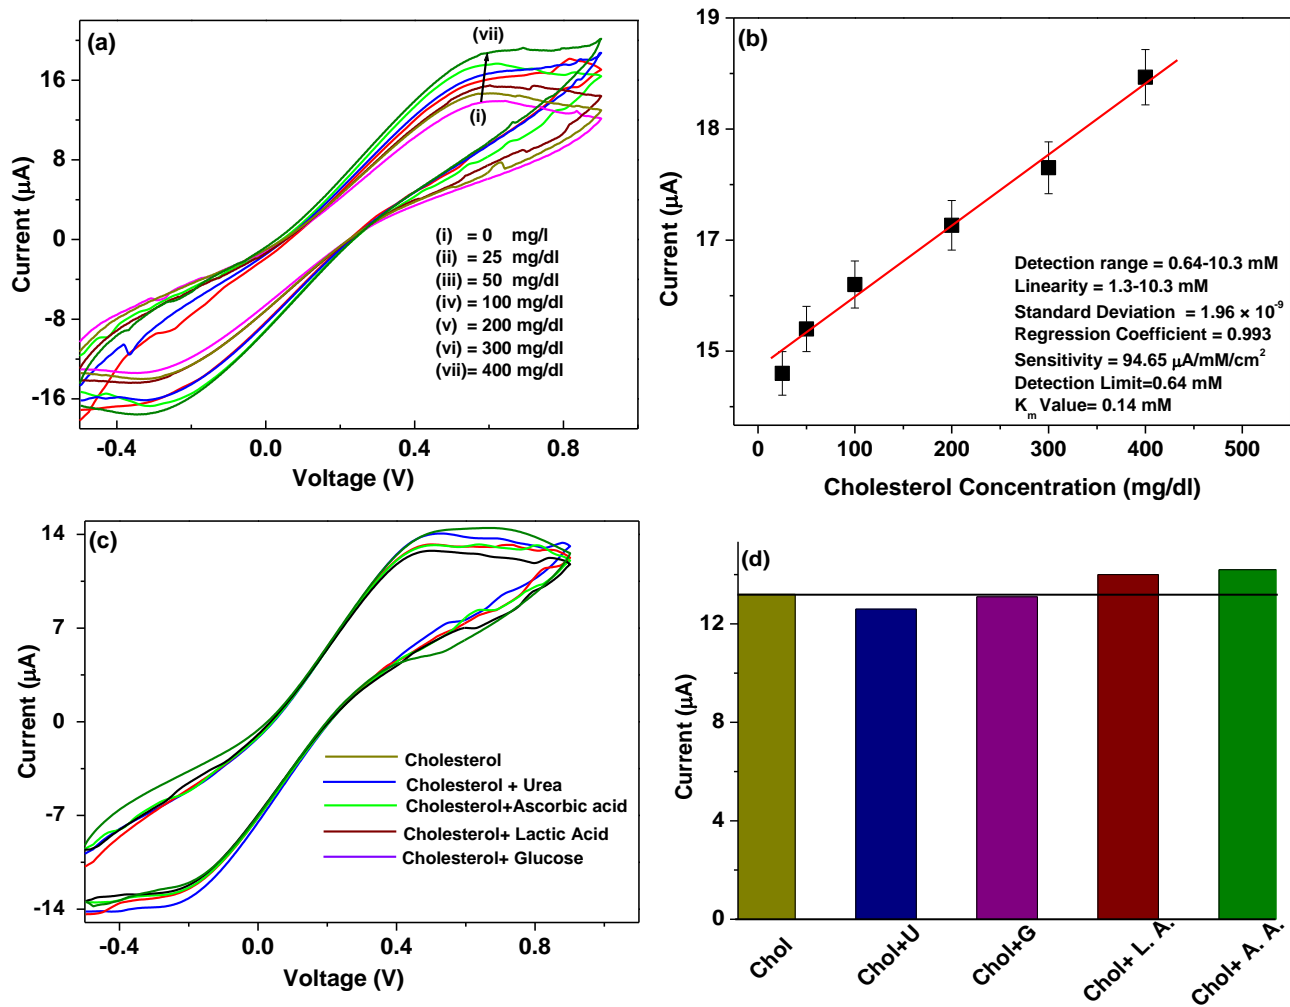 (a)
(vii)
(i)
16
8
0
-8
-16
Current (µA)
(i) = 0 mg/l
(ii) = 25 mg/dl
(iii) = 50 mg/dl
(iv) = 100 mg/dl
(v) = 200 mg/dl
(vi) = 300 mg/dl
(vii)= 400 mg/dl
-0.4 0.0 0.4 0.8
Voltage (V)
(b)
19
18
17
15
Current (µA)
Detection range = 0.64-10.3 mM
Linearity = 1.3-10.3 mM
Standard Deviation = 1.96 × 10⁻⁹
Regression Coefficient = 0.993
Sensitivity = 94.65 µA/mM/cm²
Detection Limit=0.64 mM
Kₘ Value= 0.14 mM
0 100 200 300 400 500
Cholesterol Concentration (mg/dl)
(c)
14
7
0
-7
-14
Current (µA)
Cholesterol
Cholesterol + Urea
Cholesterol+Ascorbic acid
Cholesterol+ Lactic Acid
Cholesterol+ Glucose
-0.4 0.0 0.4 0.8
Voltage (V)
(d)
12
8
4
0
Current (µA)
Chol
Chol+U
Chol+G
Chol+ L. A.
Chol+ A. A.